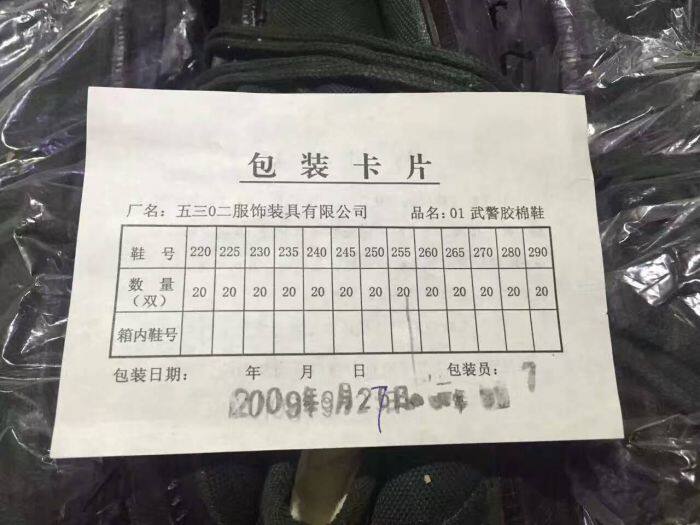 包装卡片
厂名：五三0二服饰装具有限公司 品名：01 武警胶棉鞋
鞋 号 220 225 230 235 240 245 250 255 260 265 270 280 290
数 量（双） 20 20 20 20 20 20 20 20 20 20 20 20 20
箱内鞋号
包装日期： 年 月 日 包装员： 7
2009年9月27日